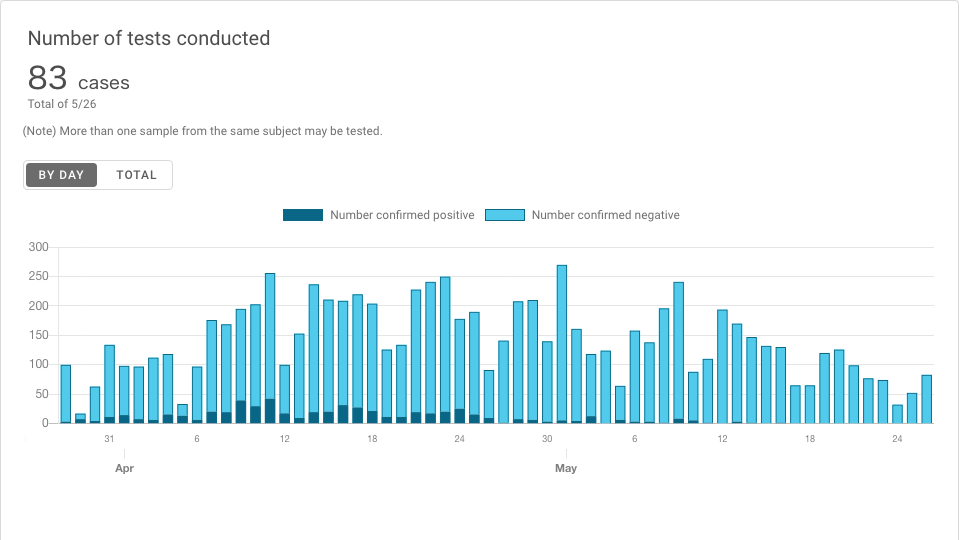 Number of tests conducted
83 cases
Total of 5/26
(Note) More than one sample from the same subject may be tested.
BY DAY TOTAL
Number confirmed positive Number confirmed negative
300
250
200
150
100
50
0
31 6 12 18 24 30 6 12 18 24
Apr May